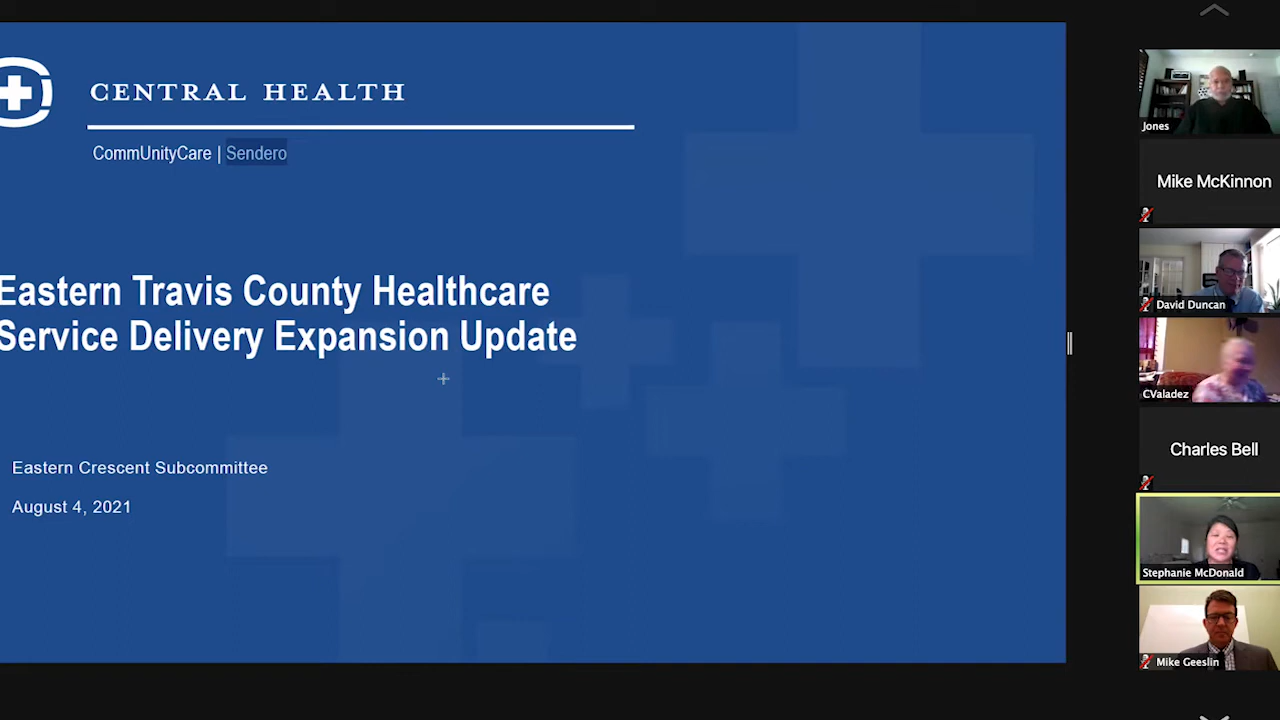 CENTRAL HEALTH
CommUnityCare | Sendero
Eastern Travis County Healthcare
Service Delivery Expansion Update
Eastern Crescent Subcommittee
August 4, 2021
Jones
Mike McKinnon
David Duncan
CValadez
Charles Bell
Stephanie McDonald
Mike Geeslin